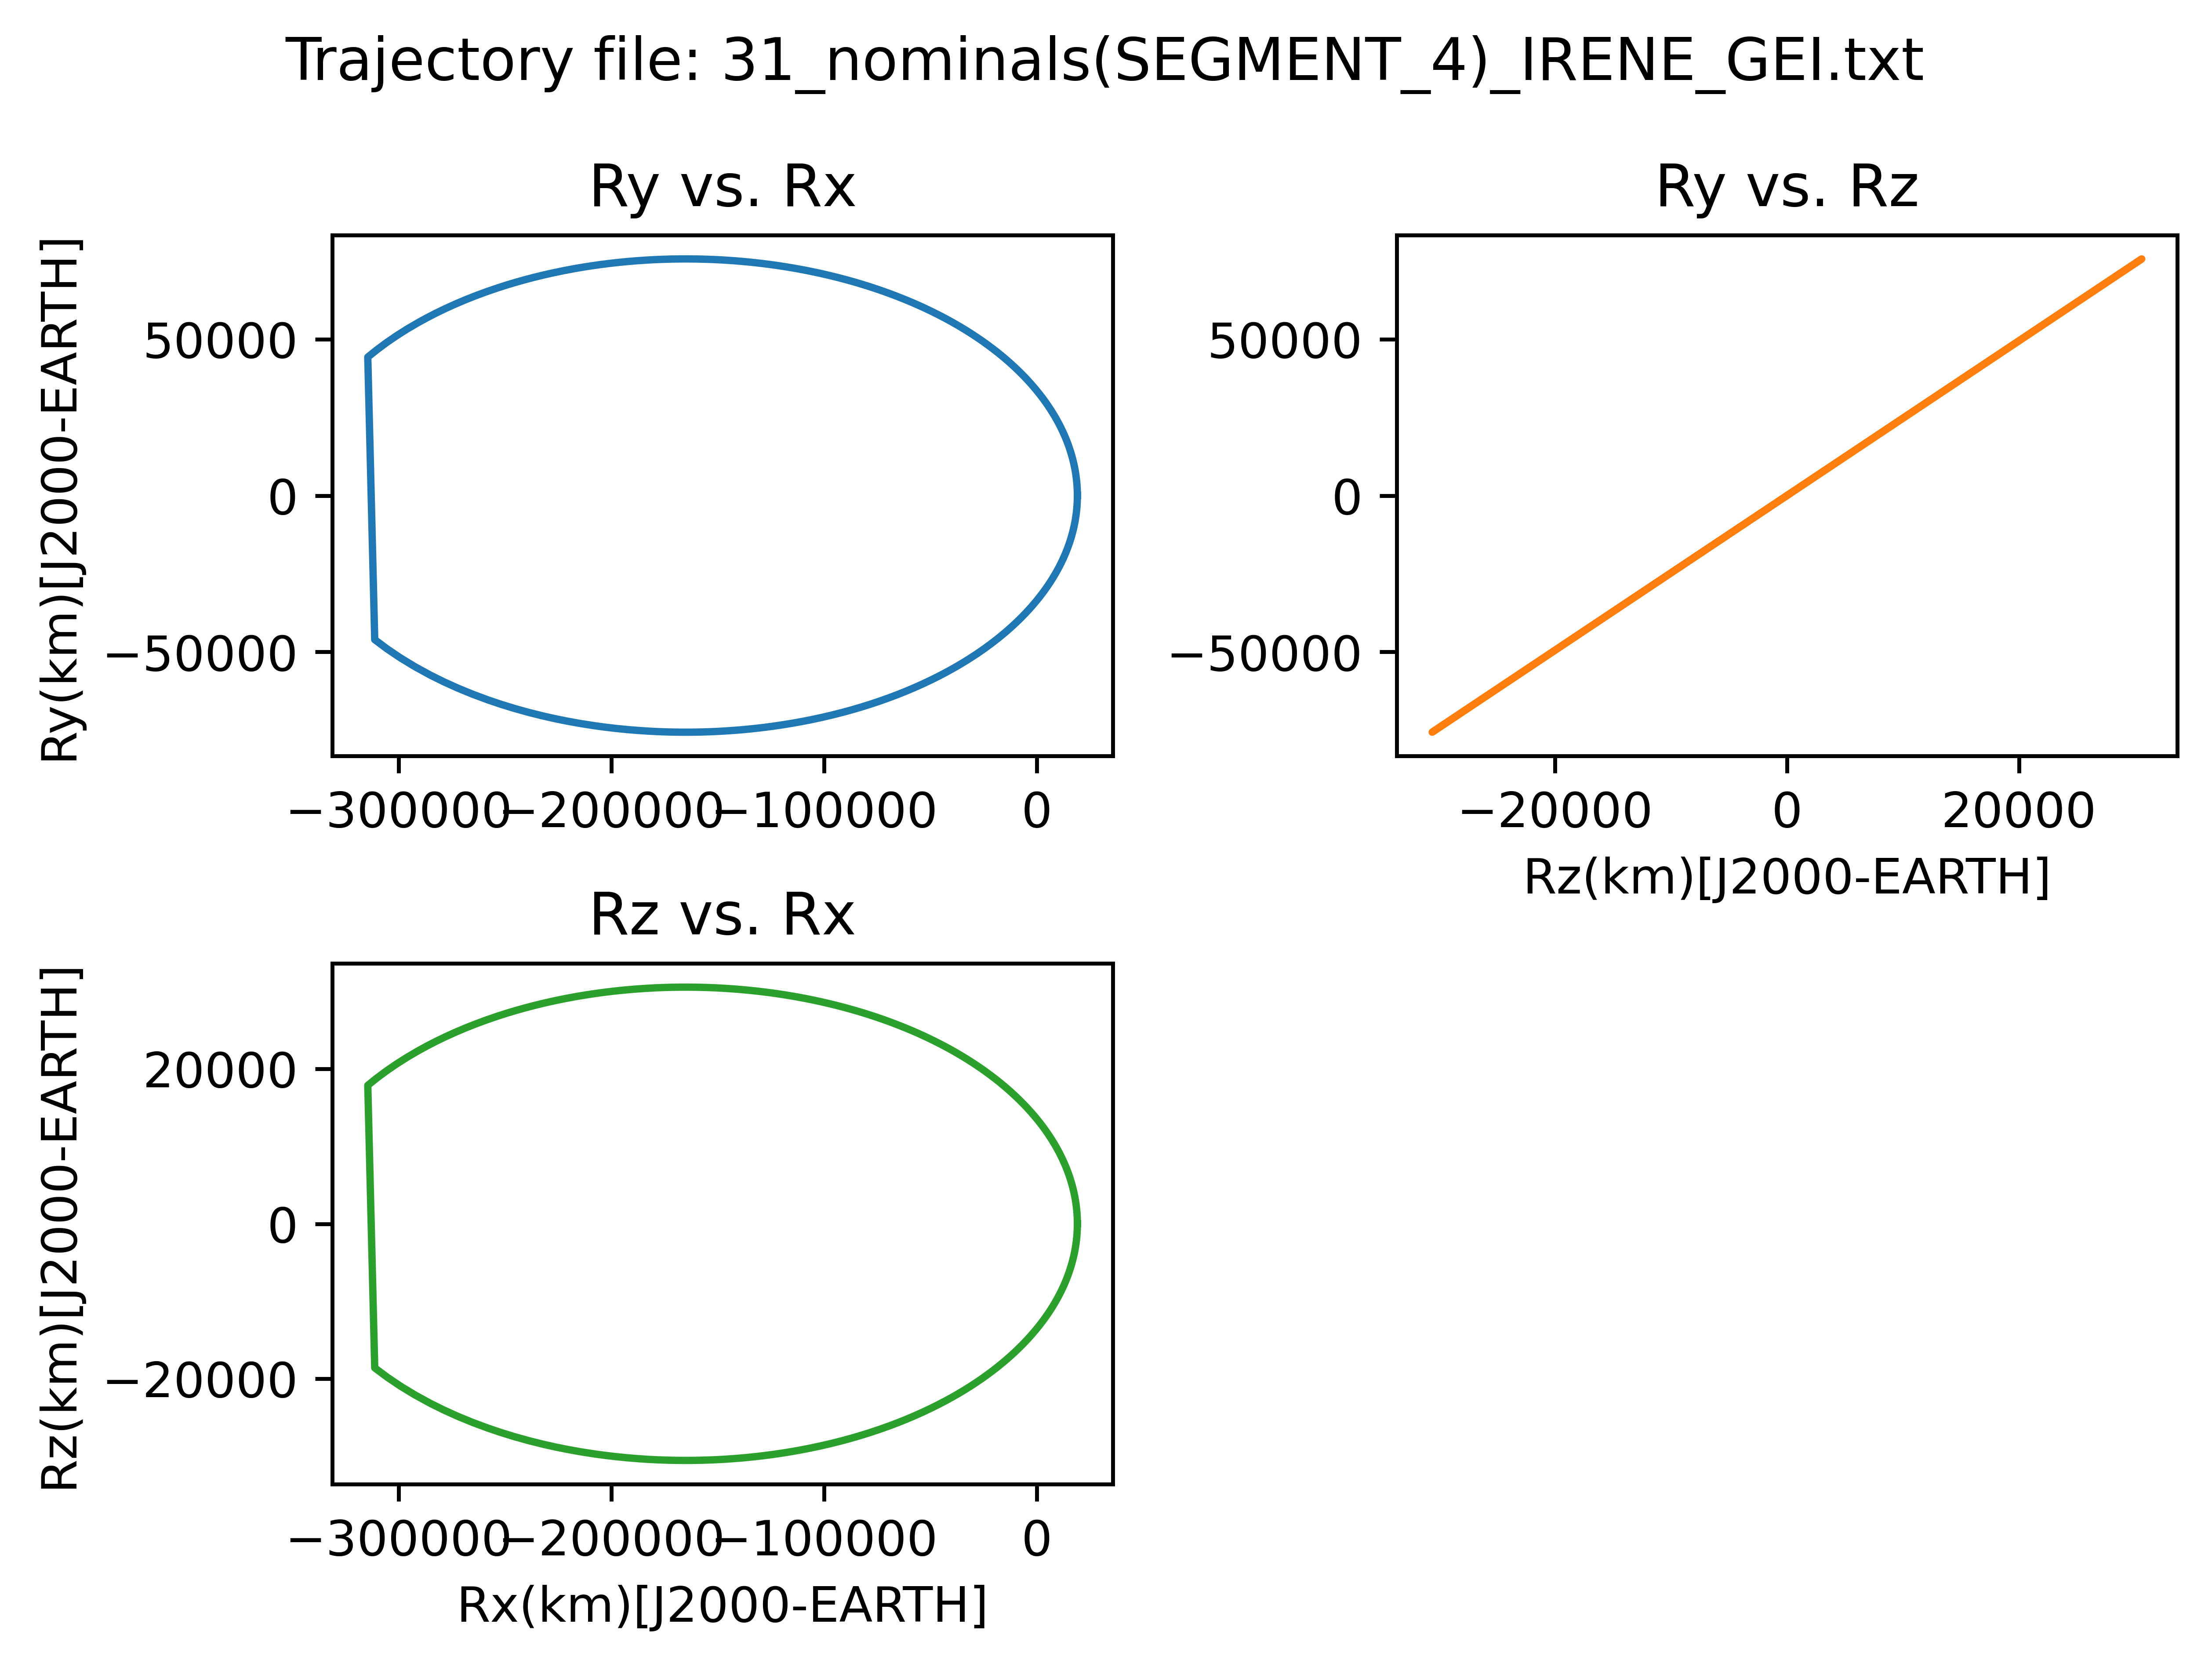 Trajectory file: 31_nominals(SEGMENT_4)_IRENE_GEI.txt
Ry vs. Rx
Ry(km)[J2000-EARTH]
50000
0
−50000
−300000
−200000
−100000
0
Ry vs. Rz
50000
0
−50000
−20000
0
20000
Rz(km)[J2000-EARTH]
Rz vs. Rx
Rz(km)[J2000-EARTH]
20000
0
−20000
−300000
−200000
−100000
0
Rx(km)[J2000-EARTH]